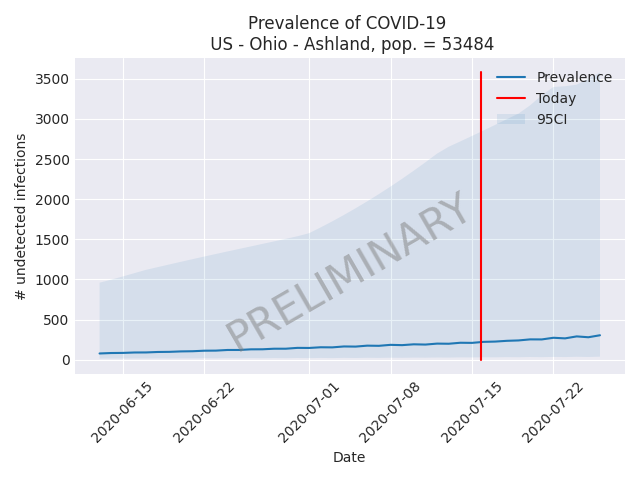 Prevalence of COVID-19
US - Ohio - Ashland, pop. = 53484
Prevalence
Today
95CI
3500
3000
2500
2000
1500
1000
500
0
# undetected infections
PRELIMINARY
2020-06-15
2020-06-22
2020-07-01
2020-07-08
2020-07-15
2020-07-22
Date